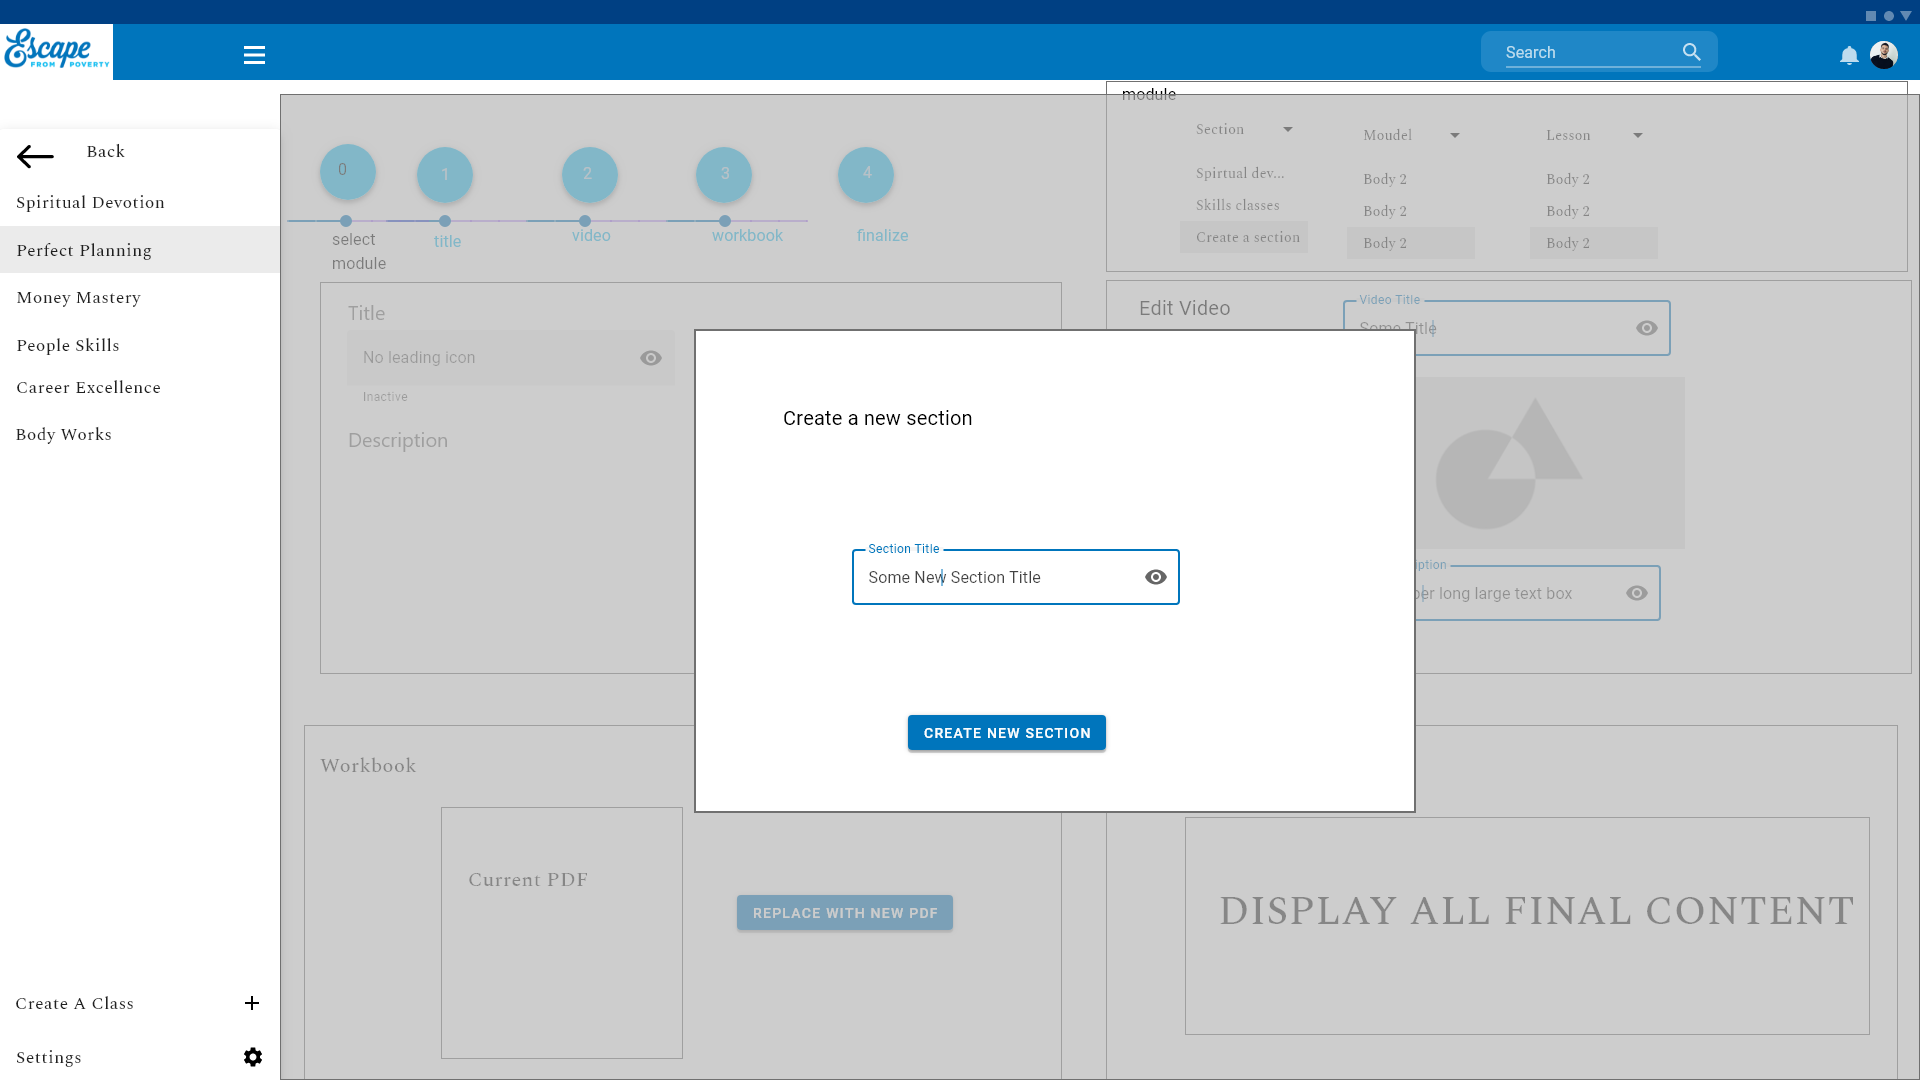 Escape
FROM POVERTY
Search
Back
Spiritual Devotion
Perfect Planning
Money Mastery
People Skills
Career Excellence
Body Works
Create A Class
Settings
0
1
2
3
4
select
module
title
video
workbook
finalize
module
Section
Moudel
Lesson
Spirtual dev...
Body 2
Body 2
Skills classes
Body 2
Body 2
Create a section
Body 2
Body 2
Title
No leading icon
Inactive
Description
Edit Video
Video Title
Some Title
iption
per long large text box
Create a new section
Section Title
Some New Section Title
CREATE NEW SECTION
Workbook
Current PDF
REPLACE WITH NEW PDF
DISPLAY ALL FINAL CONTENT